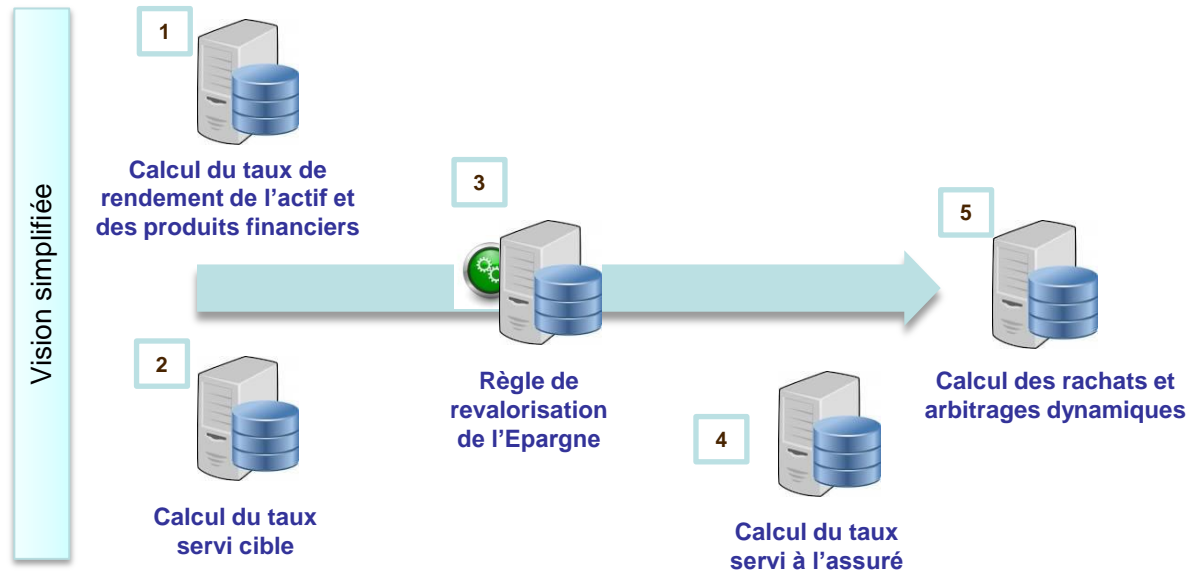 Vision simplifiée
1
Calcul du taux de
rendement de l’actif et
des produits financiers
2
Calcul du taux
servi cible
3
Règle de
revalorisation
de l’Epargne
4
Calcul du taux
servi à l’assuré
5
Calcul des rachats et
arbitrages dynamiques